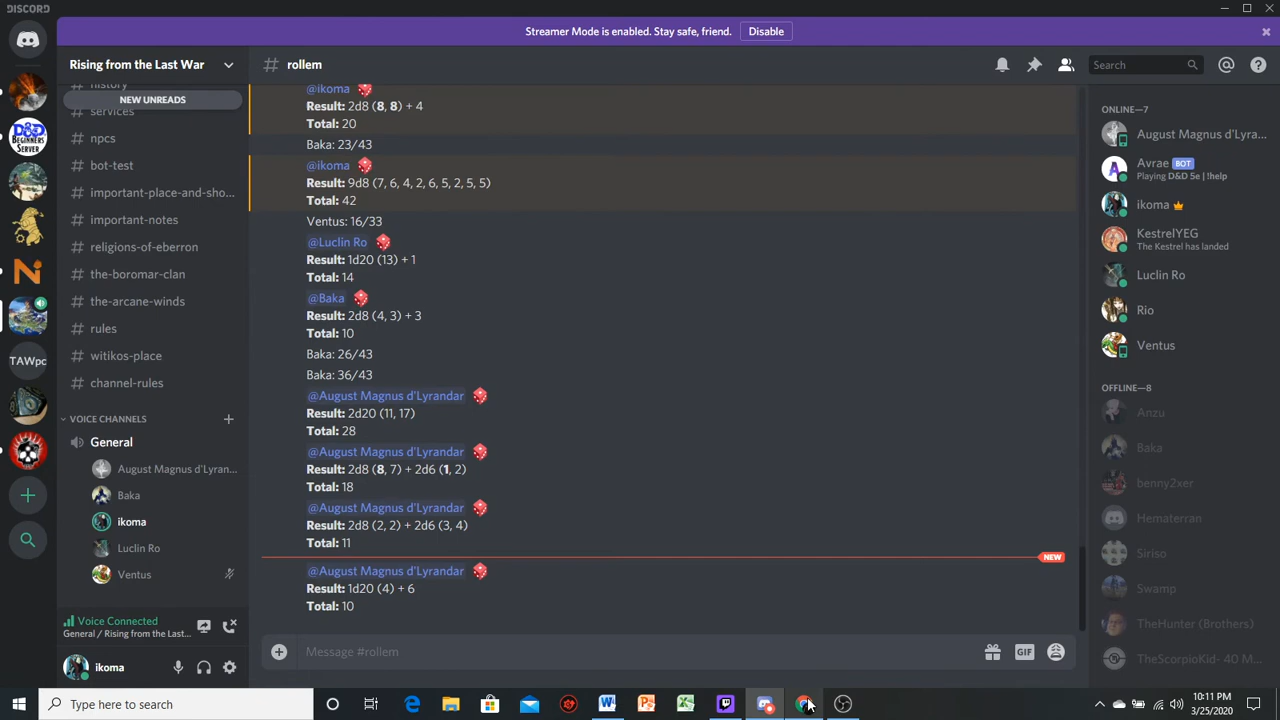 DISCORD
Streamer Mode is enabled. Stay safe, friend. Disable
Rising from the Last War
# rollem
Search
history
NEW UNREADS
services
# npcs
# bot-test
# important-place-and-sho...
# important-notes
# religions-of-eberron
# the-boromar-clan
# the-arcane-winds
# rules
# witikos-place
# channel-rules
VOICE CHANNELS
General
August Magnus d'Lyran...
Baka
ikoma
Luclin Ro
Ventus
Voice Connected
General / Rising from the Last...
ikoma
D&D
BEGINNERS
SERVER
TAWpc
@ikoma
Result: 2d8 (8, 8) + 4
Total: 20
Baka: 23/43
@ikoma
Result: 9d8 (7, 6, 4, 2, 6, 5, 2, 5, 5)
Total: 42
Ventus: 16/33
@Luclin Ro
Result: 1d20 (13) + 1
Total: 14
@Baka
Result: 2d8 (4, 3) + 3
Total: 10
Baka: 26/43
Baka: 36/43
@August Magnus d'Lyrandar
Result: 2d20 (11, 17)
Total: 28
@August Magnus d'Lyrandar
Result: 2d8 (8, 7) + 2d6 (1, 2)
Total: 18
@August Magnus d'Lyrandar
Result: 2d8 (2, 2) + 2d6 (3, 4)
Total: 11
NEW
@August Magnus d'Lyrandar
Result: 1d20 (4) + 6
Total: 10
Message #rollem
GIF
ONLINE—7
August Magnus d'Lyra...
Avrae BOT
Playing D&D 5e | !help
ikoma
KestrelYEG
The Kestrel has landed
Luclin Ro
Rio
Ventus
OFFLINE—8
Anzu
Baka
benny2xer
Hematerran
Siriso
Swamp
TheHunter (Brothers)
TheScorpioKid- 40 M...
Type here to search
10:11 PM
3/25/2020